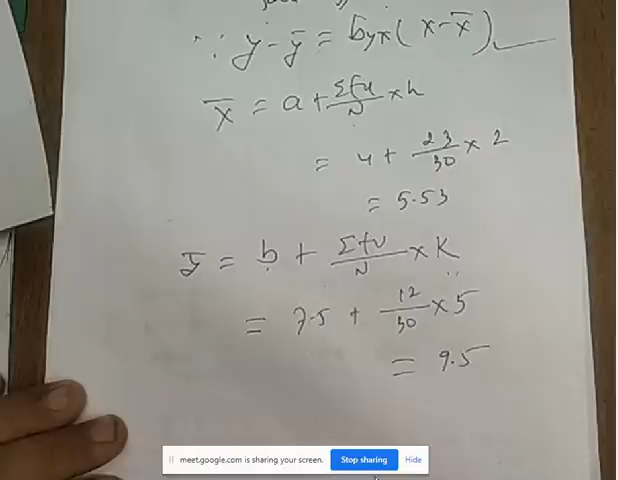 ∵ y - ȳ = byx ( x - x̄ )
x̄ = a + Σfu/N × h
= 4 + 23/30 × 2
= 5.53
ȳ = b + Σfv/N × K
= 7.5 + 12/30 × 5
= 9.5
meet.google.com is sharing your screen. Stop sharing Hide